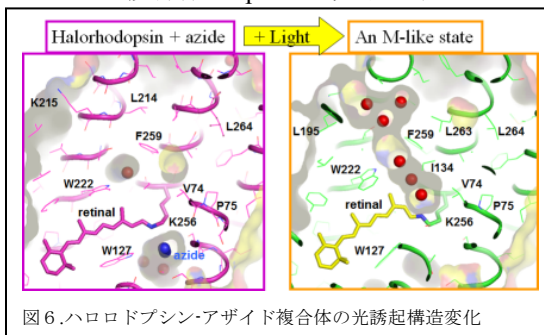 Halorhodopsin + azide
+ Light
An M-like state
K215
L214
F259
L264
W222
V74
P75
retinal
K256
W127
azide
L195
F259
L263
L264
W222
I134
V74
P75
retinal
K256
W127
図６.ハロロドプシン-アザイド複合体の光誘起構造変化